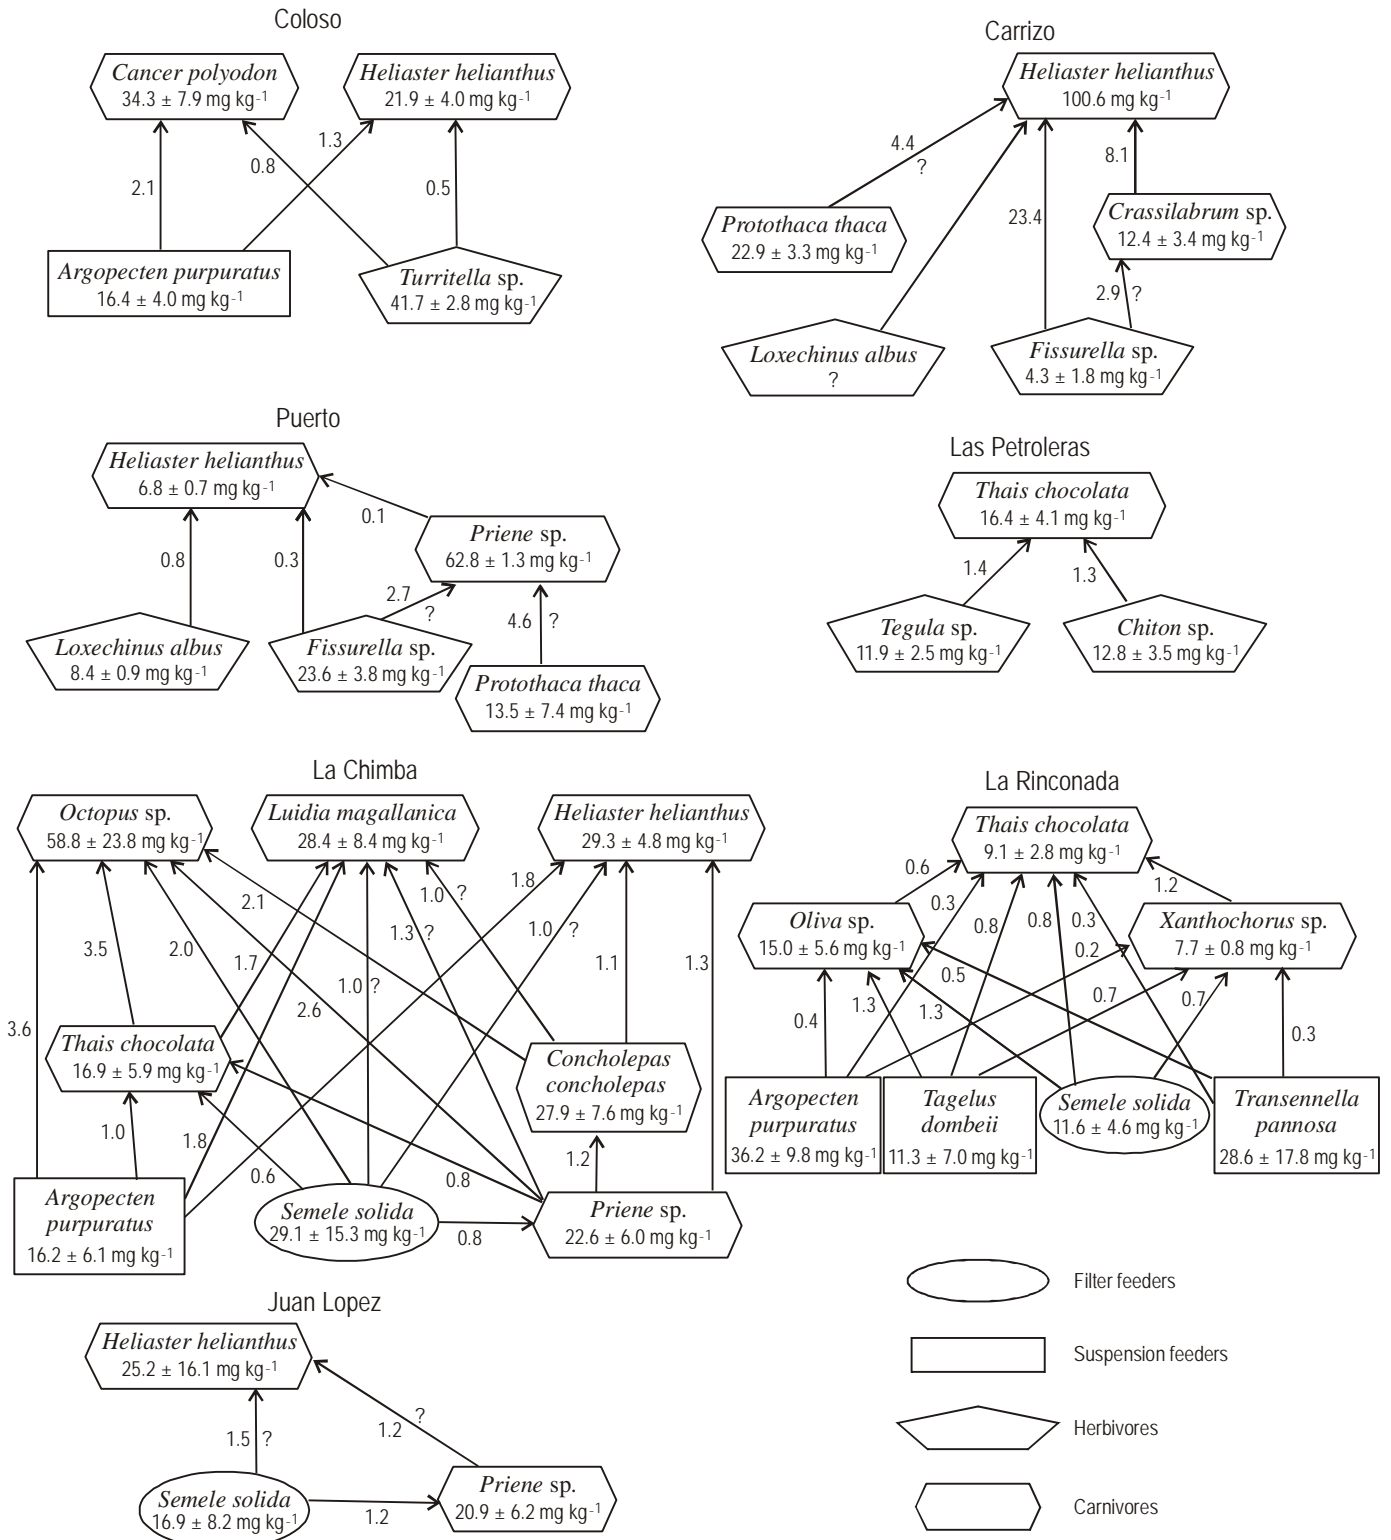 Coloso
Cancer polyodon
34.3 ± 7.9 mg kg-1
Heliaster helianthus
21.9 ± 4.0 mg kg-1
2.1
0.8
1.3
0.5
Argopecten purpuratus
16.4 ± 4.0 mg kg-1
Turritella sp.
41.7 ± 2.8 mg kg-1
Carrizo
Heliaster helianthus
100.6 mg kg-1
4.4
?
8.1
23.4
Protothaca thaca
22.9 ± 3.3 mg kg-1
Crassilabrum sp.
12.4 ± 3.4 mg kg-1
2.9 ?
Loxechinus albus
?
Fissurella sp.
4.3 ± 1.8 mg kg-1
Puerto
Heliaster helianthus
6.8 ± 0.7 mg kg-1
0.1
Priene sp.
62.8 ± 1.3 mg kg-1
0.8
0.3
2.7
?
4.6 ?
Loxechinus albus
8.4 ± 0.9 mg kg-1
Fissurella sp.
23.6 ± 3.8 mg kg-1
Protothaca thaca
13.5 ± 7.4 mg kg-1
Las Petroleras
Thais chocolata
16.4 ± 4.1 mg kg-1
1.4
1.3
Tegula sp.
11.9 ± 2.5 mg kg-1
Chiton sp.
12.8 ± 3.5 mg kg-1
La Chimba
Octopus sp.
58.8 ± 23.8 mg kg-1
Luidia magallanica
28.4 ± 8.4 mg kg-1
Heliaster helianthus
29.3 ± 4.8 mg kg-1
2.1
1.0 ?
1.8
3.5
2.0
1.7
1.3 ?
1.0 ?
1.1
1.3
1.0 ?
2.6
3.6
Thais chocolata
16.9 ± 5.9 mg kg-1
Concholepas
concholepas
27.9 ± 7.6 mg kg-1
1.0
1.8
0.6
0.8
1.2
Argopecten
purpuratus
16.2 ± 6.1 mg kg-1
Semele solida
29.1 ± 15.3 mg kg-1
0.8
Priene sp.
22.6 ± 6.0 mg kg-1
La Rinconada
Thais chocolata
9.1 ± 2.8 mg kg-1
0.6
0.3
0.8
0.8
0.3
1.2
Oliva sp.
15.0 ± 5.6 mg kg-1
Xanthochorus sp.
7.7 ± 0.8 mg kg-1
0.2
0.5
0.4
1.3
1.3
0.7
0.7
0.3
Argopecten
purpuratus
36.2 ± 9.8 mg kg-1
Tagelus
dombeii
11.3 ± 7.0 mg kg-1
Semele solida
11.6 ± 4.6 mg kg-1
Transennella
pannosa
28.6 ± 17.8 mg kg-1
Juan Lopez
Heliaster helianthus
25.2 ± 16.1 mg kg-1
1.5 ?
1.2
?
Semele solida
16.9 ± 8.2 mg kg-1
1.2
Priene sp.
20.9 ± 6.2 mg kg-1
Filter feeders
Suspension feeders
Herbivores
Carnivores